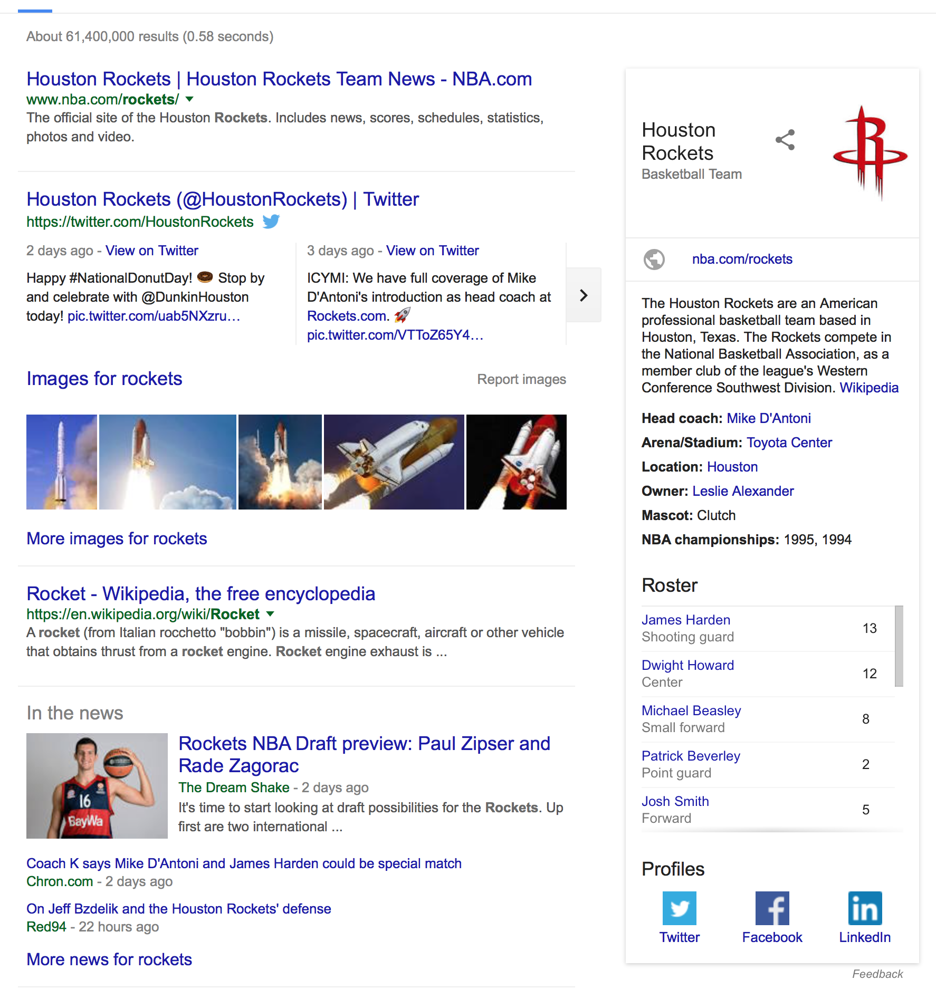 About 61,400,000 results (0.58 seconds)
Houston Rockets | Houston Rockets Team News - NBA.com
www.nba.com/rockets/
The official site of the Houston Rockets. Includes news, scores, schedules, statistics,
photos and video.
Houston Rockets (@HoustonRockets) | Twitter
https://twitter.com/HoustonRockets
2 days ago - View on Twitter
Happy #NationalDonutDay! 🍩 Stop by
and celebrate with @DunkinHouston
today! pic.twitter.com/uab5NXzru…
3 days ago - View on Twitter
ICYMI: We have full coverage of Mike
D'Antoni's introduction as head coach at
Rockets.com. 🚀
pic.twitter.com/VTToZ65Y4…
Images for rockets
Report images
More images for rockets
Rocket - Wikipedia, the free encyclopedia
https://en.wikipedia.org/wiki/Rocket
A rocket (from Italian rocchetto "bobbin") is a missile, spacecraft, aircraft or other vehicle
that obtains thrust from a rocket engine. Rocket engine exhaust is ...
In the news
16
BayWa
Rockets NBA Draft preview: Paul Zipser and
Rade Zagorac
The Dream Shake - 2 days ago
It's time to start looking at draft possibilities for the Rockets. Up
first are two international ...
Coach K says Mike D'Antoni and James Harden could be special match
Chron.com - 2 days ago
On Jeff Bzdelik and the Houston Rockets' defense
Red94 - 22 hours ago
More news for rockets
Houston
Rockets
Basketball Team
R
nba.com/rockets
The Houston Rockets are an American
professional basketball team based in
Houston, Texas. The Rockets compete in
the National Basketball Association, as a
member club of the league's Western
Conference Southwest Division. Wikipedia
Head coach: Mike D'Antoni
Arena/Stadium: Toyota Center
Location: Houston
Owner: Leslie Alexander
Mascot: Clutch
NBA championships: 1995, 1994
Roster
James Harden
Shooting guard
13
Dwight Howard
Center
12
Michael Beasley
Small forward
8
Patrick Beverley
Point guard
2
Josh Smith
Forward
5
Profiles
f
in
Twitter
Facebook
LinkedIn
Feedback